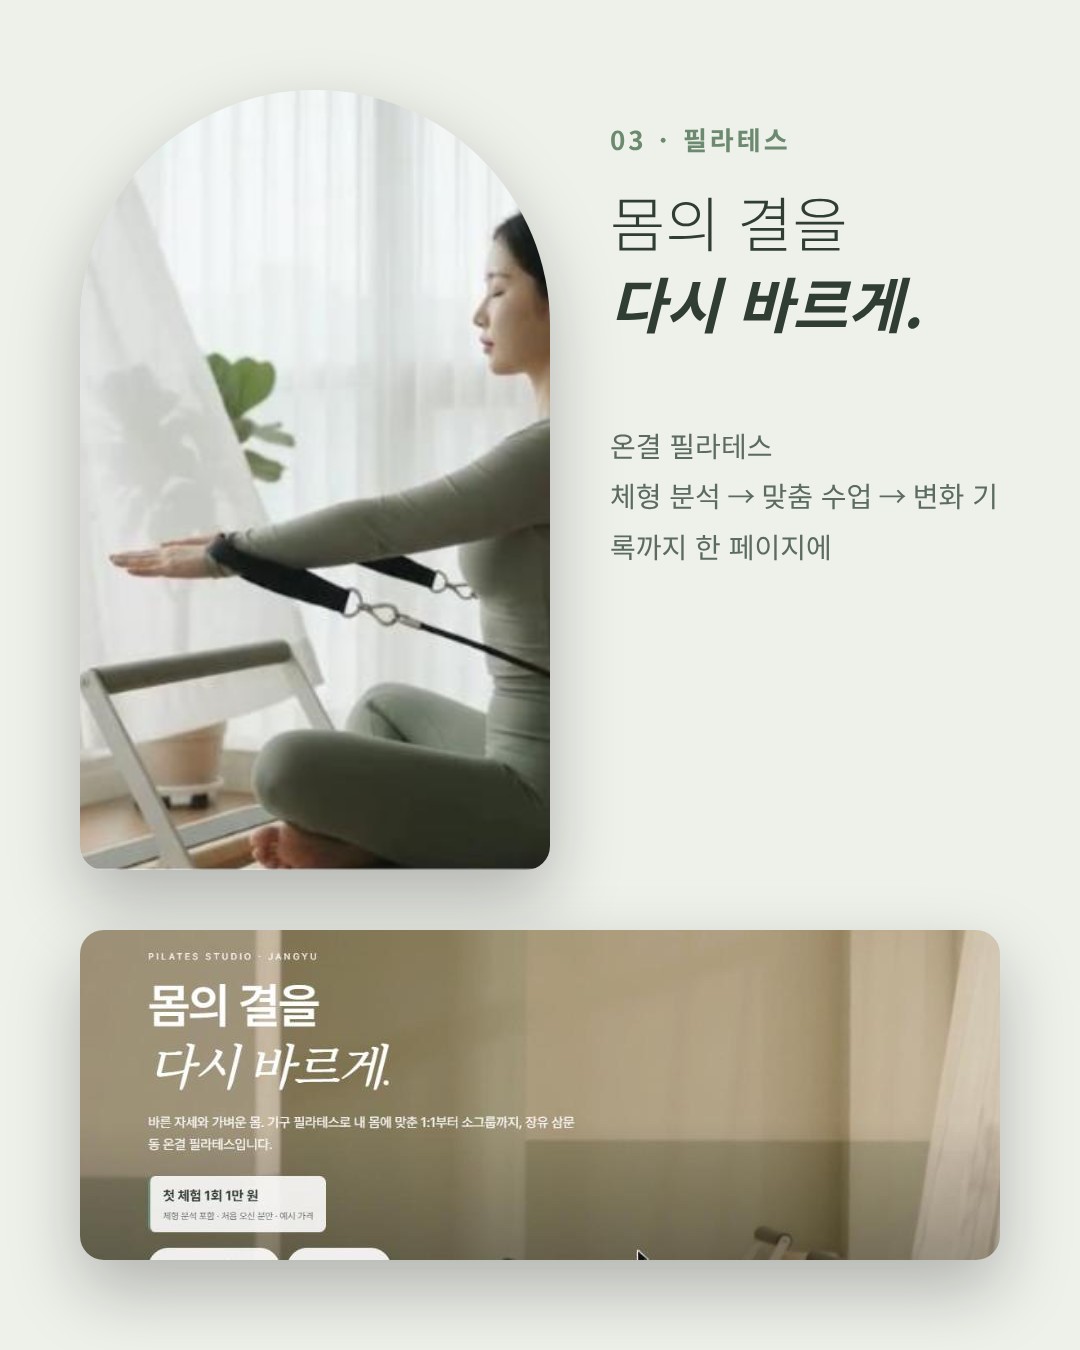 03 · 필라테스
몸의 결을
다시 바르게.
온결 필라테스
체형 분석 → 맞춤 수업 → 변화 기
록까지 한 페이지에
PILATES STUDIO · JANGYU
몸의 결을
다시 바르게.
바른 자세와 가벼운 몸. 기구 필라테스로 내 몸에 맞춘 1:1부터 소그룹까지, 장유 삼문
동 온결 필라테스입니다.
첫 체험 1회 1만 원
체형 분석 포함 · 처음 오신 분만 · 예시 가격